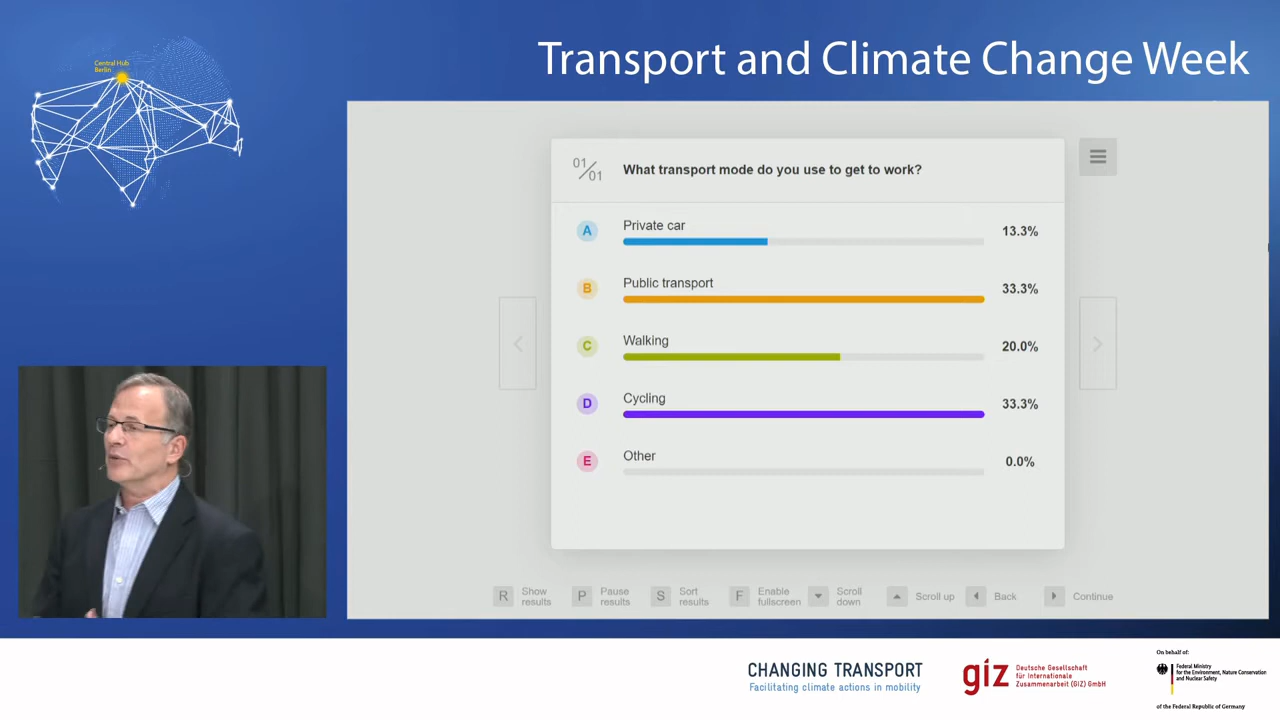 Central Hub
Berlin
Transport and Climate Change Week
01/01
What transport mode do you use to get to work?
A
Private car
13.3%
B
Public transport
33.3%
C
Walking
20.0%
D
Cycling
33.3%
E
Other
0.0%
R
Show
results
P
Pause
results
S
Sort
results
F
Enable
fullscreen
Scroll
down
Scroll up
Back
Continue
CHANGING TRANSPORT
Facilitating climate actions in mobility
giz
Deutsche Gesellschaft
für Internationale
Zusammenarbeit (GIZ) GmbH
On behalf of:
Federal Ministry
for the Environment, Nature Conservation
and Nuclear Safety
of the Federal Republic of Germany